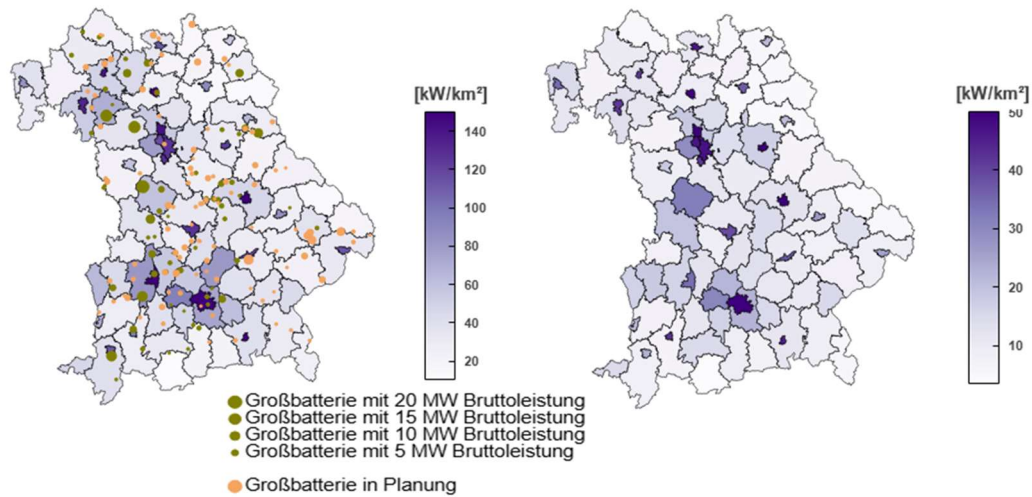 [kW/km²]
140
120
100
80
60
40
20
[kW/km²]
50
40
30
20
10
Großbatterie mit 20 MW Bruttoleistung
Großbatterie mit 15 MW Bruttoleistung
Großbatterie mit 10 MW Bruttoleistung
Großbatterie mit 5 MW Bruttoleistung
Großbatterie in Planung